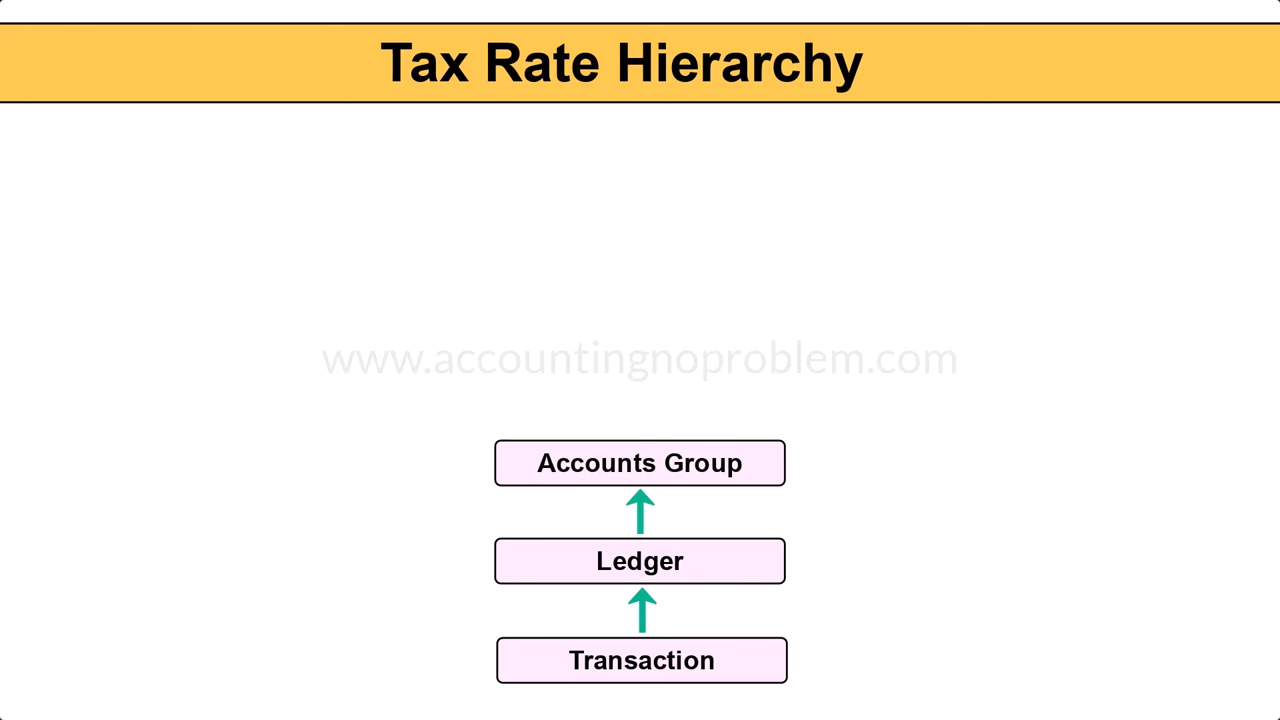 Tax Rate Hierarchy
www.accountingnoproblem.com
Accounts Group
Ledger
Transaction